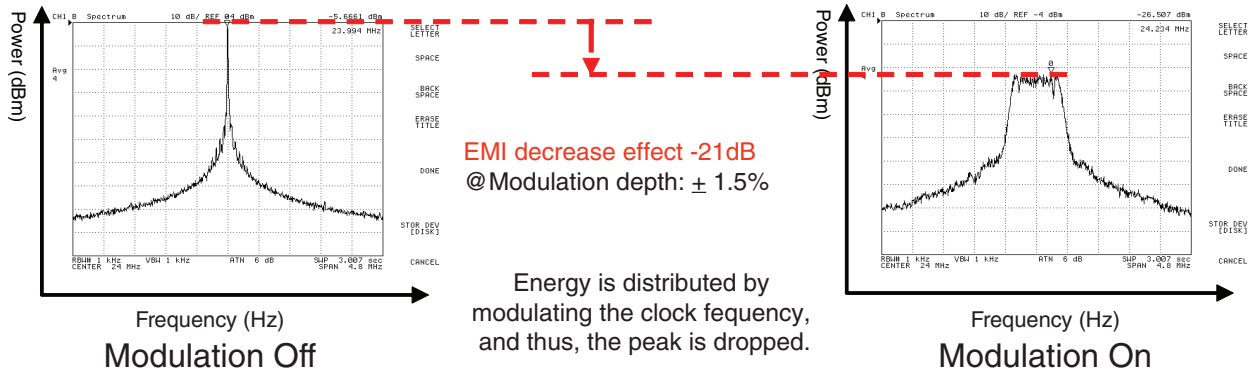 CH1 B Spectrum 10 dB/ REF 04 dBm -5.6661 dBm
23.994 MHz
Avg
4
SELECT
LETTER
SPACE
BACK
SPACE
ERASE
TITLE
DONE
STOR DEV
[DISK]
CANCEL
RBW# 1 kHz VBW 1 kHz ATN 6 dB SWP 3.007 sec
CENTER 24 MHz SPAN 4.8 MHz
Power (dBm)
Frequency (Hz)
Modulation Off
EMI decrease effect -21dB
@Modulation depth: ± 1.5%
Energy is distributed by
modulating the clock fequency,
and thus, the peak is dropped.
CH1 B Spectrum 10 dB/ REF -4 dBm -26.507 dBm
24.234 MHz
Avg
0
SELECT
LETTER
SPACE
BACK
SPACE
ERASE
TITLE
DONE
STOR DEV
[DISK]
CANCEL
RBW# 1 kHz VBW 1 kHz ATN 6 dB SWP 3.007 sec
CENTER 24 MHz SPAN 4.8 MHz
Power (dBm)
Frequency (Hz)
Modulation On